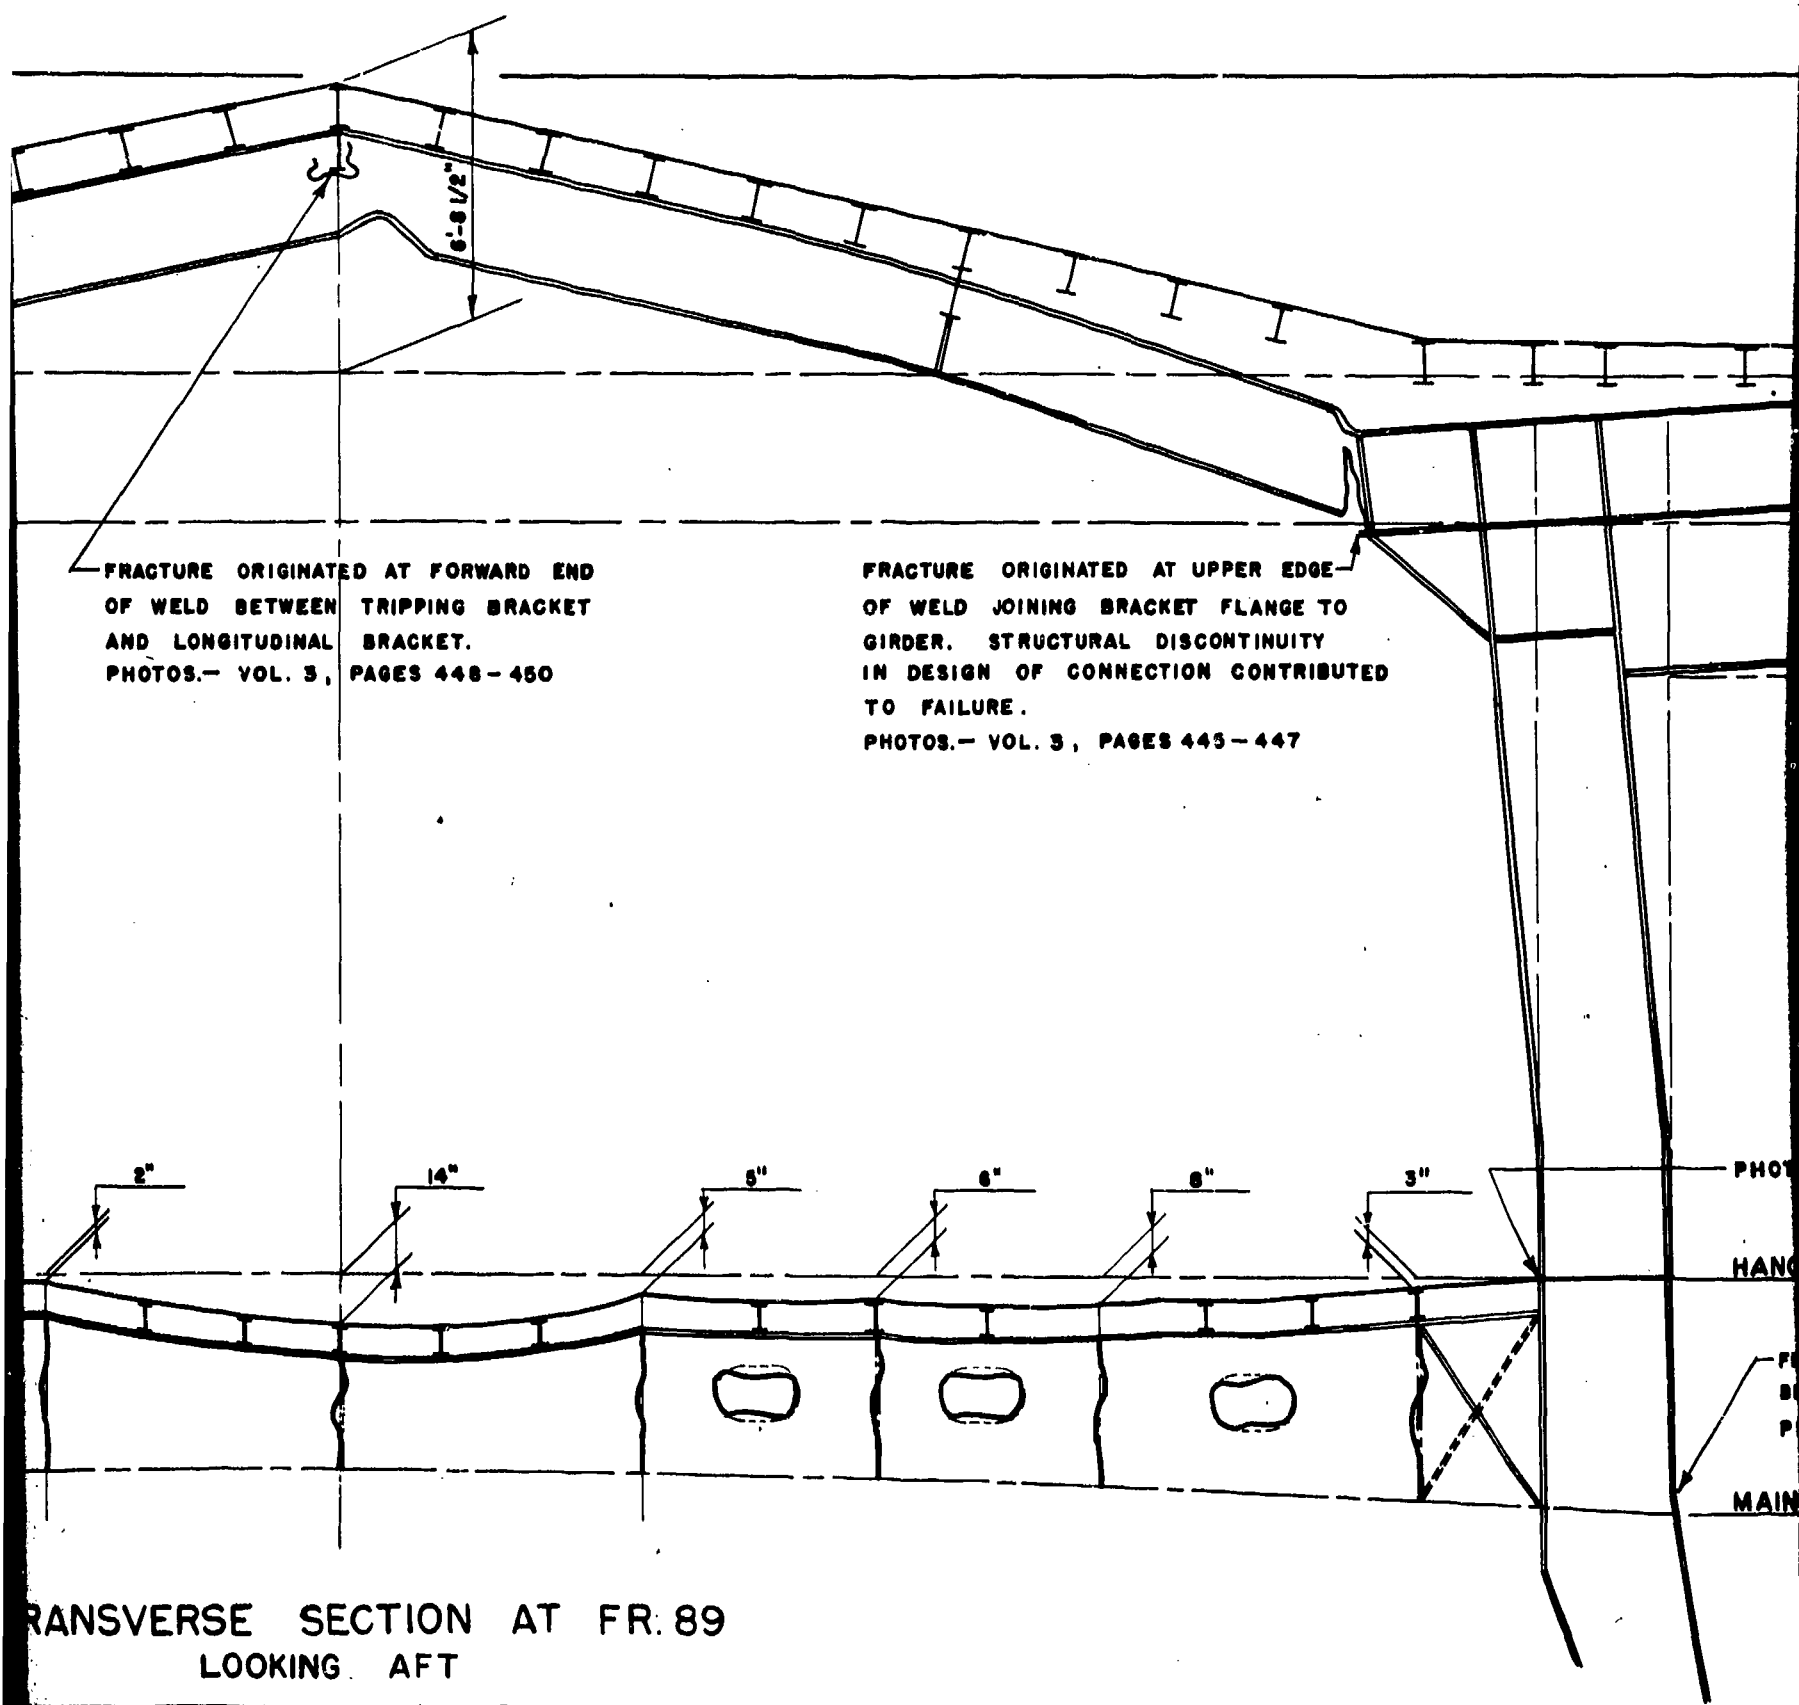 6'-8 1/2"
FRACTURE ORIGINATED AT FORWARD END
OF WELD BETWEEN TRIPPING BRACKET
AND LONGITUDINAL BRACKET.
PHOTOS.— VOL. 3, PAGES 448-450
FRACTURE ORIGINATED AT UPPER EDGE
OF WELD JOINING BRACKET FLANGE TO
GIRDER. STRUCTURAL DISCONTINUITY
IN DESIGN OF CONNECTION CONTRIBUTED
TO FAILURE.
PHOTOS.— VOL. 3, PAGES 445-447
2" 14" 5" 6" 8" 3"
PHOT
HANG
MAIN
RANSVERSE SECTION AT FR. 89
LOOKING AFT